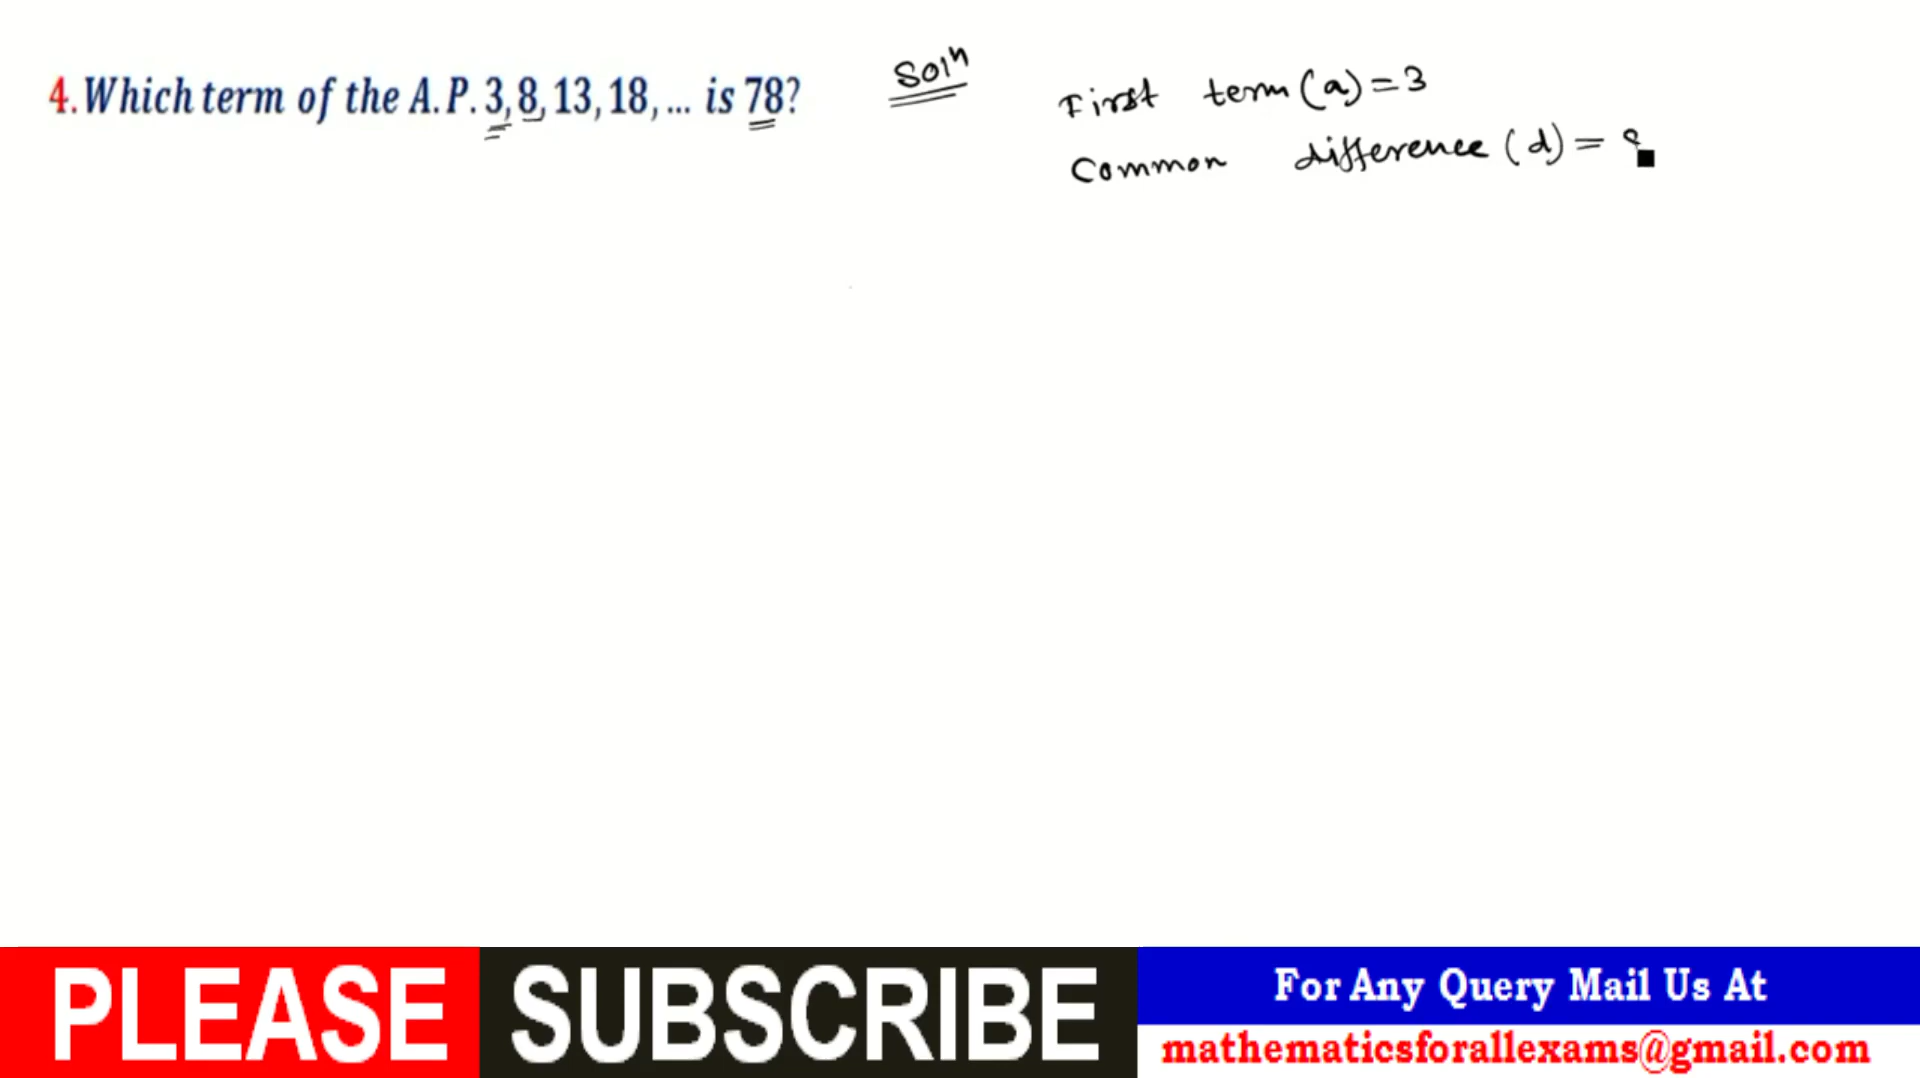 4. Which term of the A.P. 3, 8, 13, 18, ... is 78?
Soln
First term (a) = 3
Common difference (d) =
PLEASE SUBSCRIBE
For Any Query Mail Us At
mathematicsforallexams@gmail.com